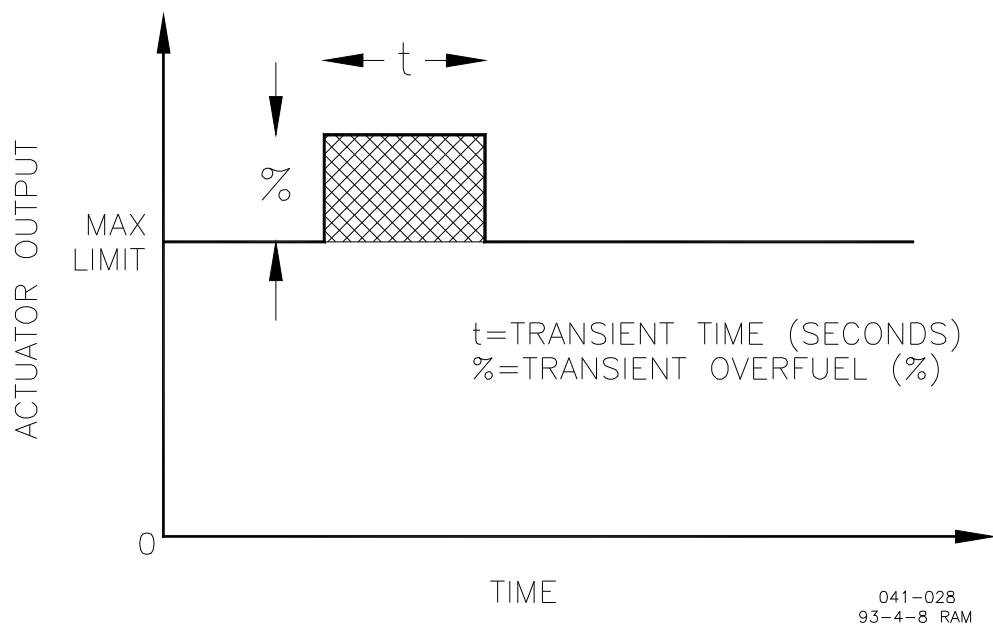 t
%
ACTUATOR OUTPUT
MAX
LIMIT
t=TRANSIENT TIME (SECONDS)
%=TRANSIENT OVERFUEL (%)
0
TIME
041-028
93-4-8 RAM